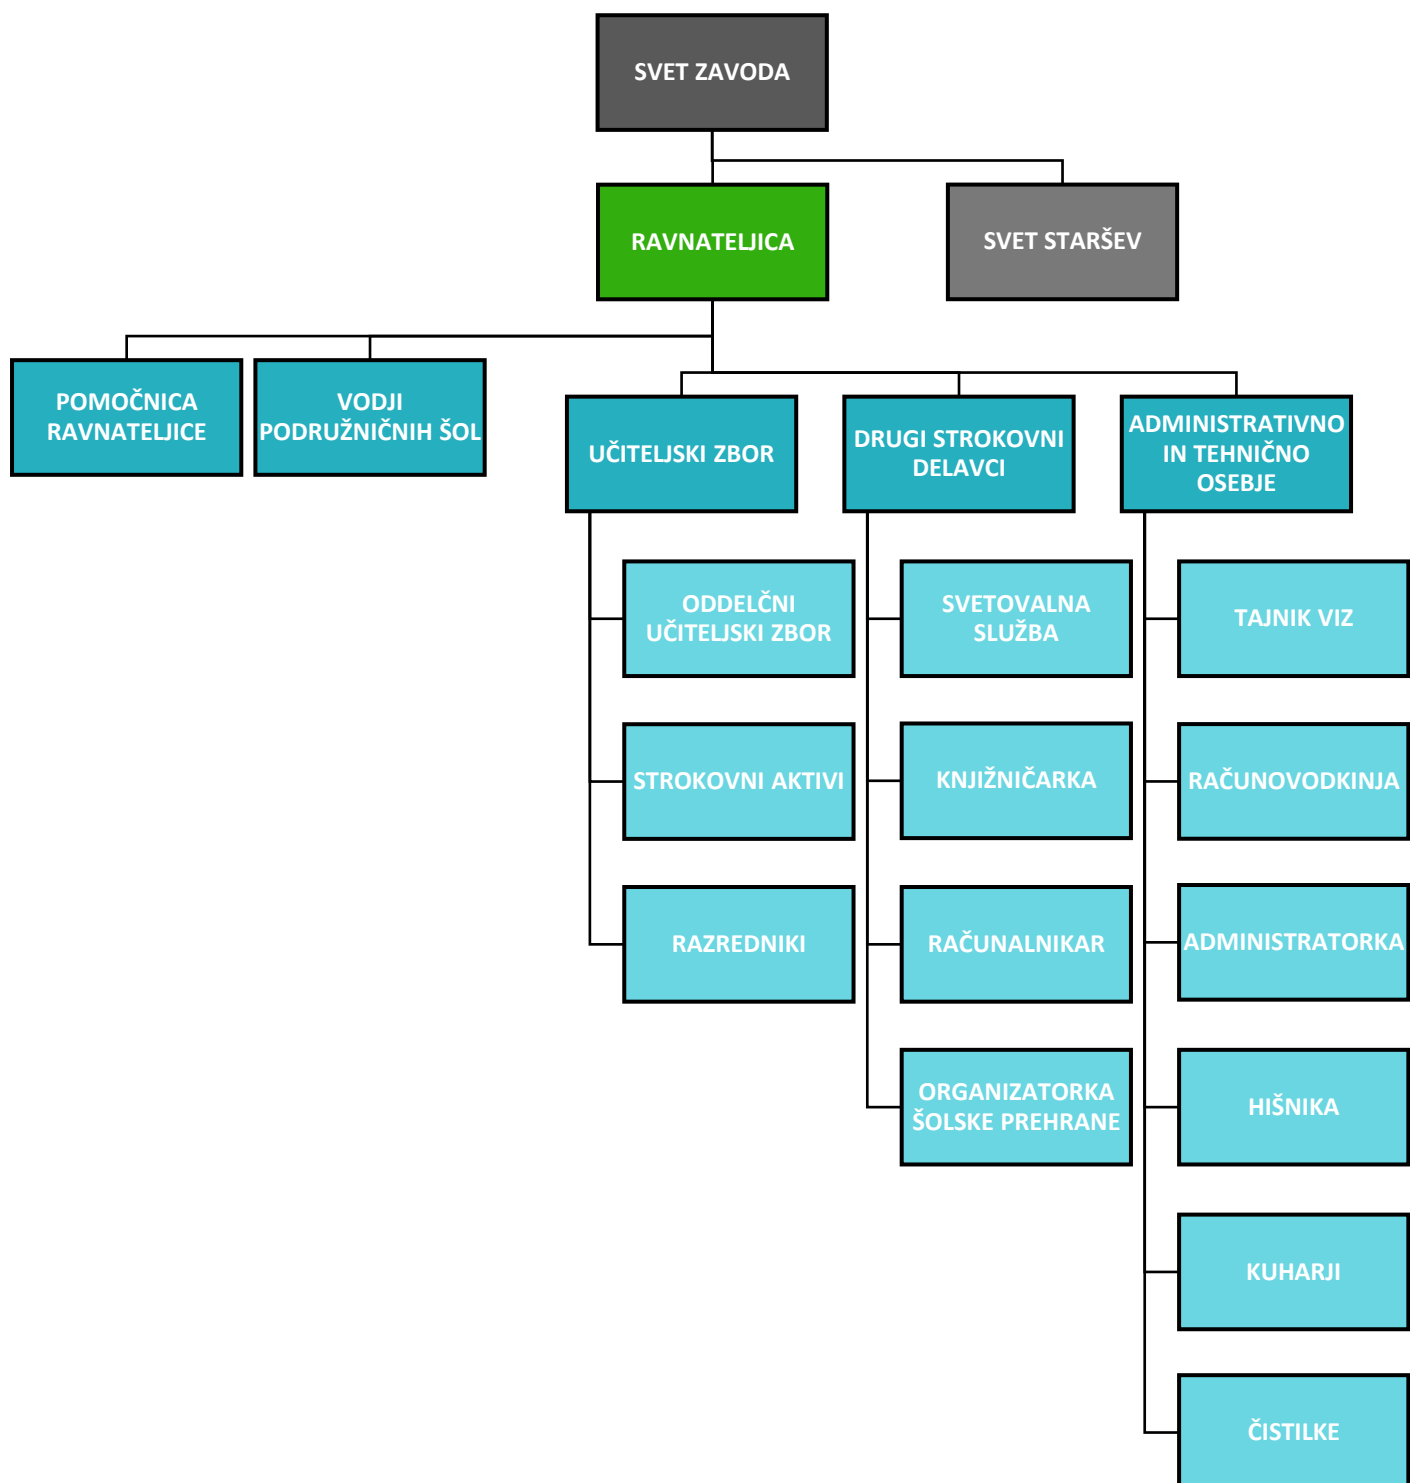 SVET ZAVODA
RAVNATELJICA
SVET STARŠEV
POMOČNICA
RAVNATELJICE
VODJI
PODRUŽNIČNIH ŠOL
UČITELJSKI ZBOR
DRUGI STROKOVNI
DELAVCI
ADMINISTRATIVNO
IN TEHNIČNO
OSEBJE
ODDELČNI
UČITELJSKI ZBOR
SVETOVALNA
SLUŽBA
TAJNIK VIZ
STROKOVNI AKTIVI
KNJIŽNIČARKA
RAČUNOVODKINJA
RAZREDNIKI
RAČUNALNIKAR
ADMINISTRATORKA
ORGANIZATORKA
ŠOLSKE PREHRANE
HIŠNIKA
KUHARJI
ČISTILKE